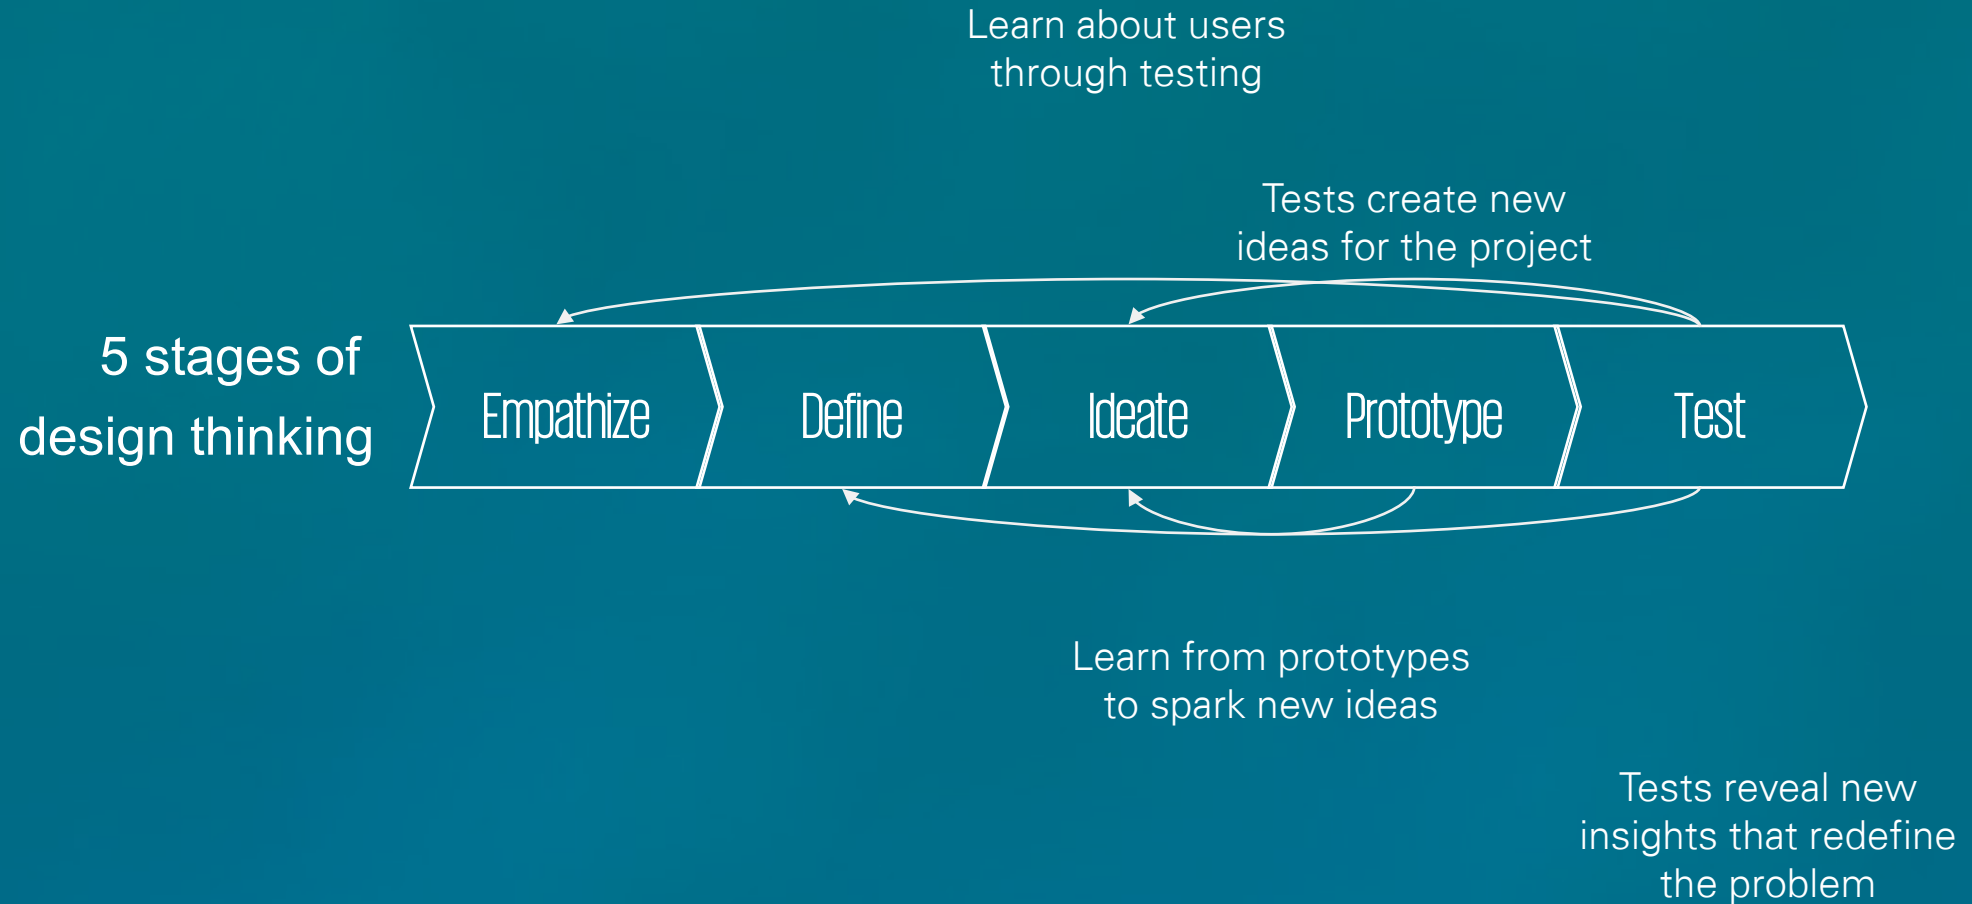 Learn about users
through testing
Tests create new
ideas for the project
5 stages of
design thinking
Empathize
Define
Ideate
Prototype
Test
Learn from prototypes
to spark new ideas
Tests reveal new
insights that redefine
the problem